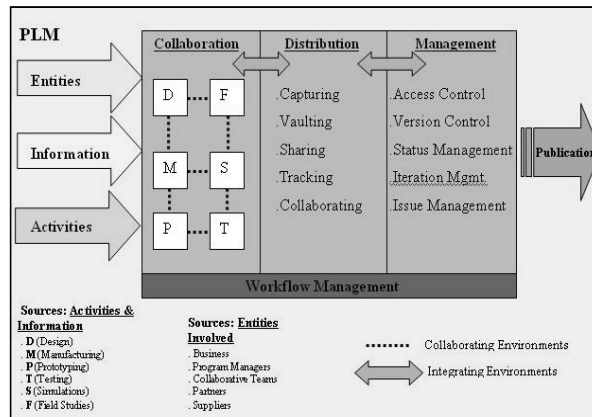 PLM
Collaboration
Distribution
Management
Entities
Information
Activities
D
F
M
S
P
T
.Capturing
.Vaulting
.Sharing
.Tracking
.Collaborating
.Access Control
.Version Control
.Status Management
.Iteration Mgmt.
.Issue Management
Publication
Workflow Management
Sources: Activities &
Information
. D (Design)
. M (Manufacturing)
. P (Prototyping)
. T (Testing)
. S (Simulations)
. F (Field Studies)
Sources: Entities
Involved
. Business
. Program Managers
. Collaborative Teams
. Partners
. Suppliers
Collaborating Environments
Integrating Environments